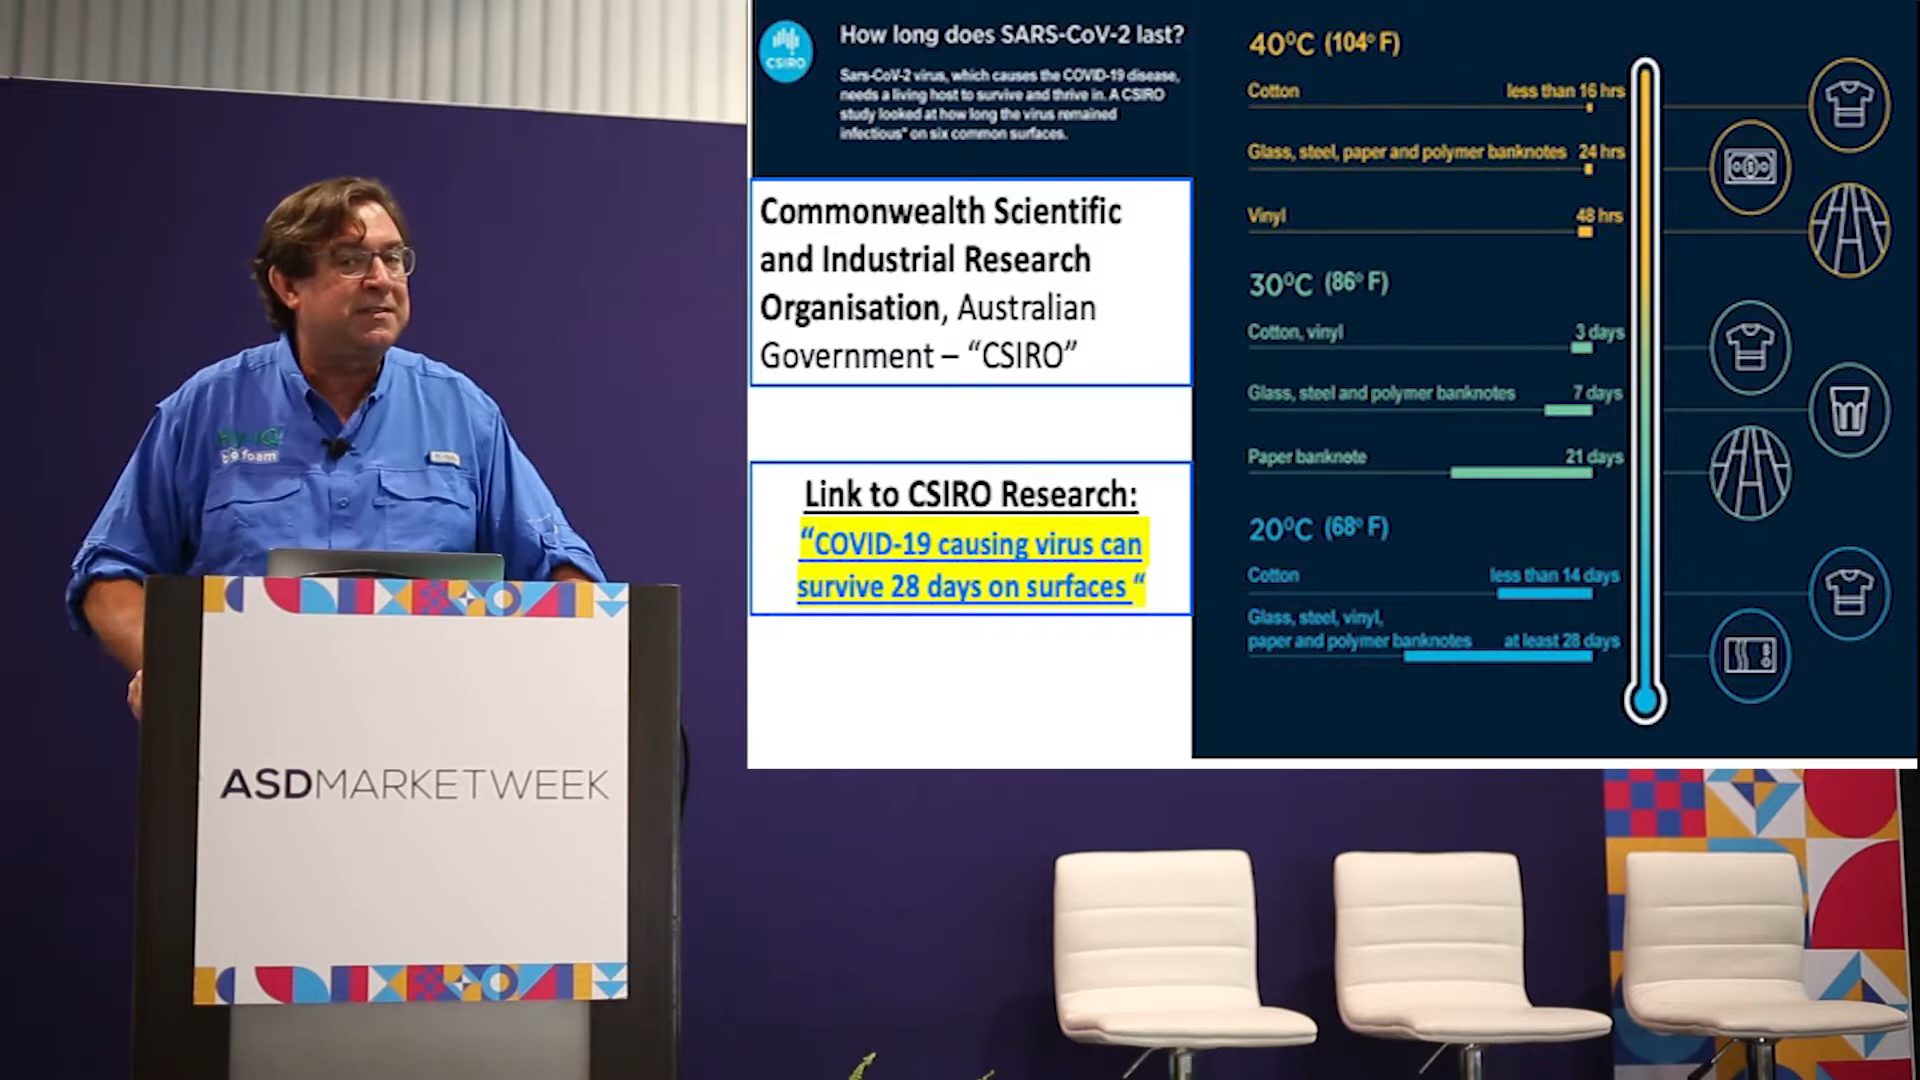 CSIRO
How long does SARS-CoV-2 last?
Sars-CoV-2 virus, which causes the COVID-19 disease,
needs a living host to survive and thrive in. A CSIRO
study looked at how long the virus remained
infectious* on six common surfaces.
Commonwealth Scientific
and Industrial Research
Organisation, Australian
Government – “CSIRO”
Link to CSIRO Research:
“COVID-19 causing virus can
survive 28 days on surfaces “
40°C (104° F)
Cotton less than 16 hrs
Glass, steel, paper and polymer banknotes 24 hrs
Vinyl 48 hrs
30°C (86° F)
Cotton, vinyl 3 days
Glass, steel and polymer banknotes 7 days
Paper banknote 21 days
20°C (68° F)
Cotton less than 14 days
Glass, steel, vinyl,
paper and polymer banknotes at least 28 days
foam
ASDMARKETWEEK